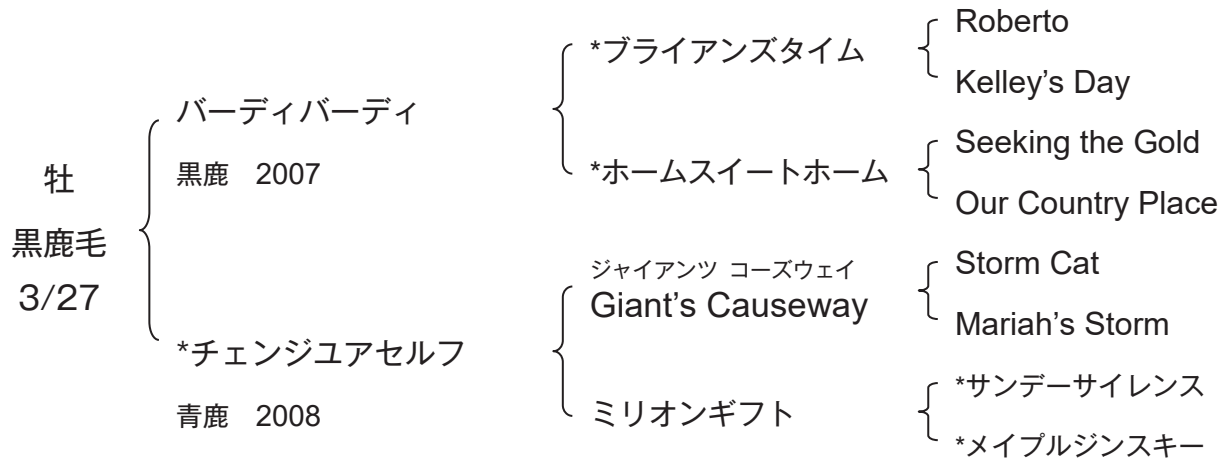 牡
黒鹿毛
3/27
バーディバーディ
黒鹿　2007
*チェンジユアセルフ
青鹿　2008
*ブライアンズタイム
*ホームスイートホーム
ジャイアンツ コーズウェイ
Giant’s Causeway
ミリオンギフト
Roberto
Kelley’s Day
Seeking the Gold
Our Country Place
Storm Cat
Mariah’s Storm
*サンデーサイレンス
*メイプルジンスキー